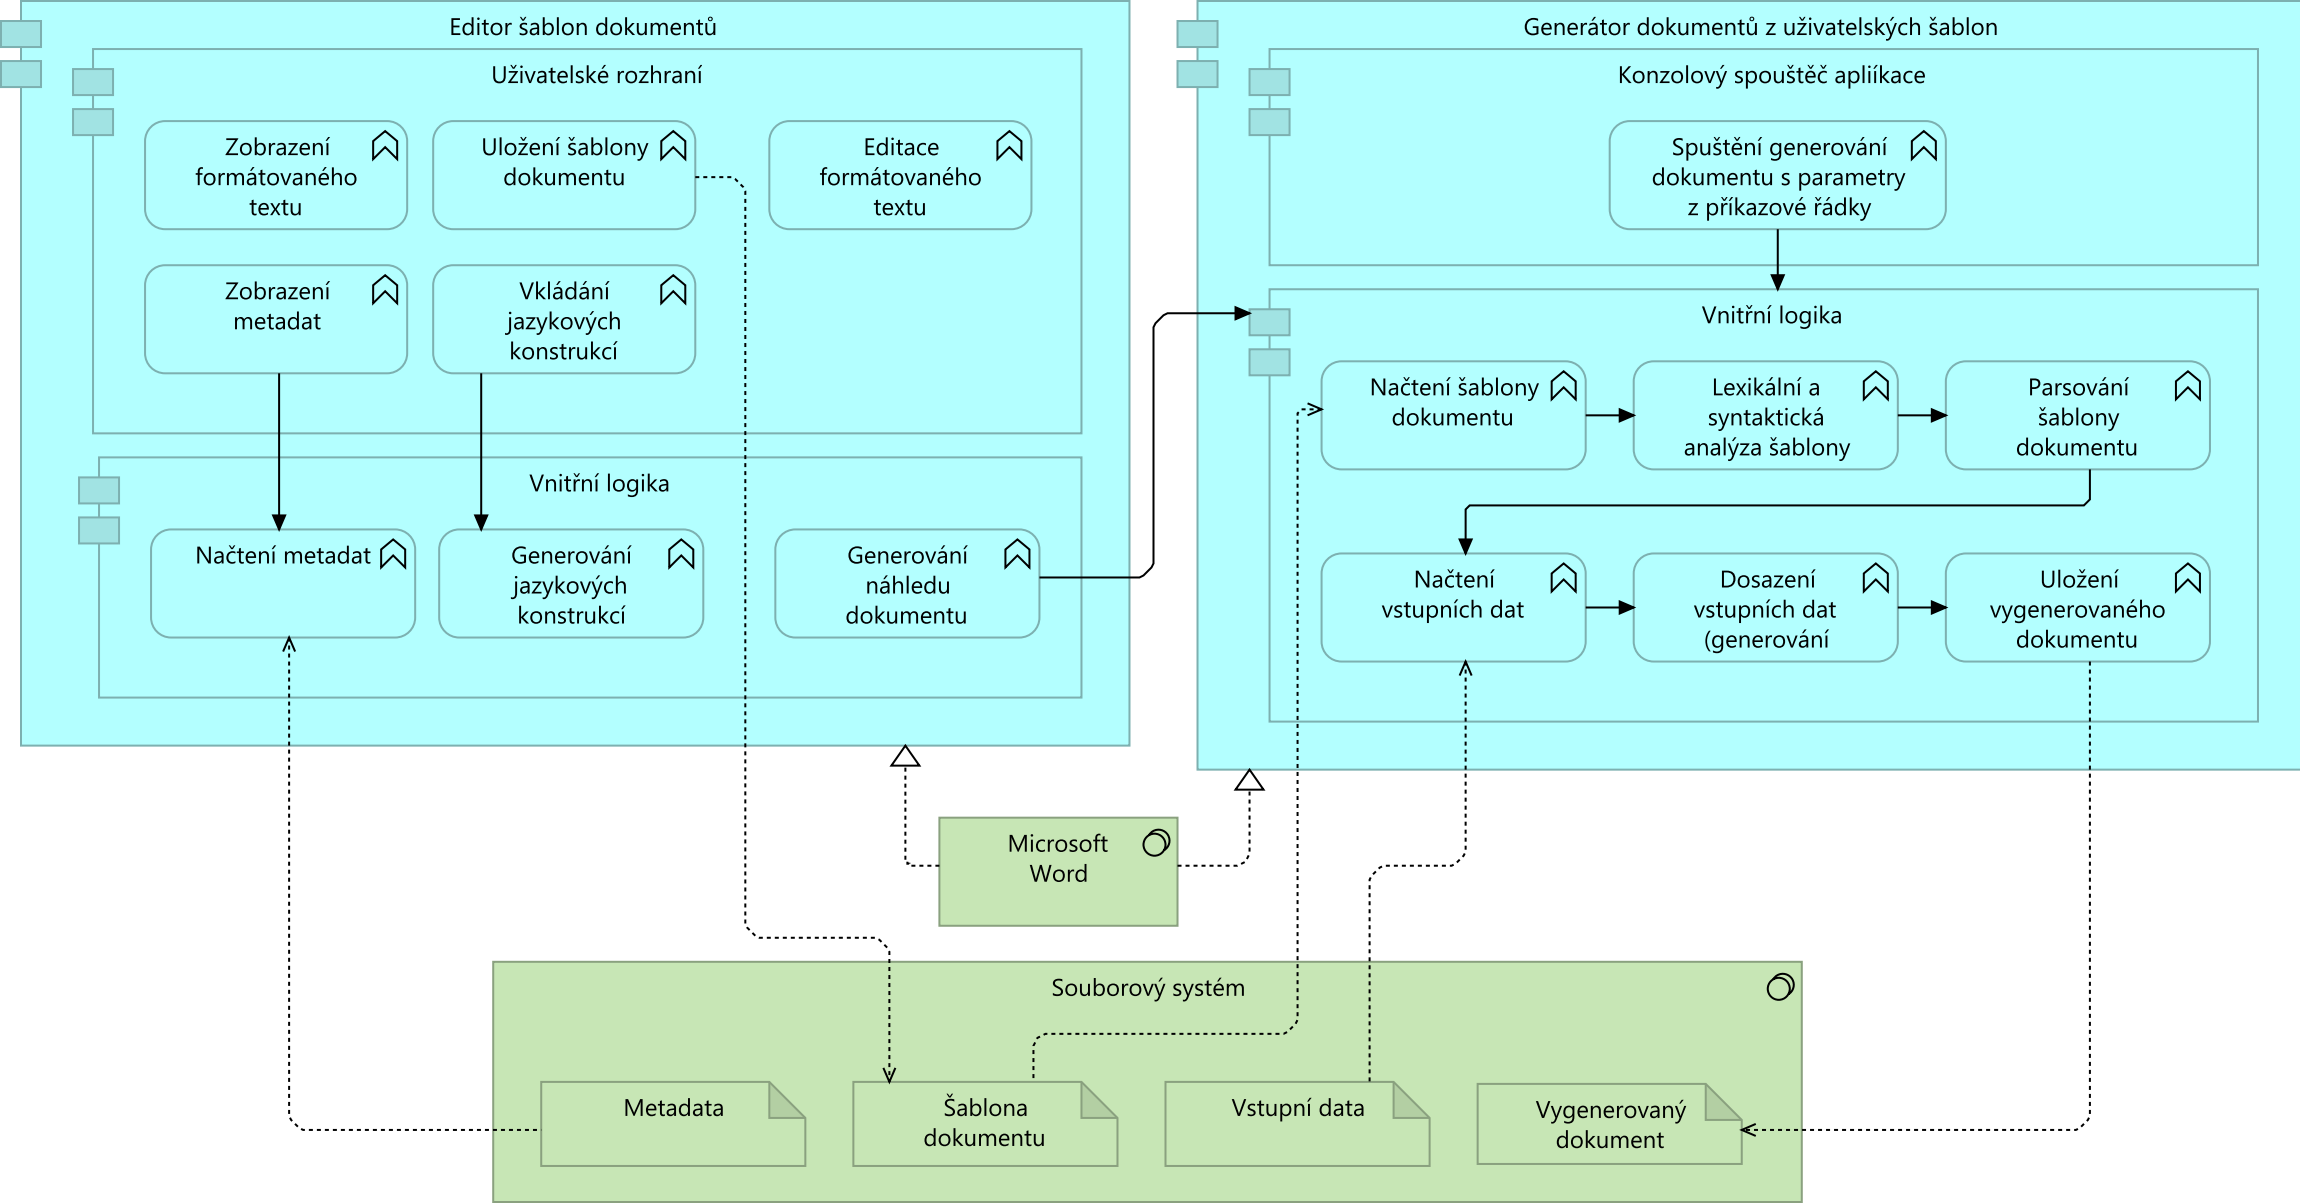 Editor šablon dokumentů
Uživatelské rozhraní
Zobrazení
formátovaného
textu
Uložení šablony
dokumentu
Editace
formátovaného
textu
Zobrazení
metadat
Vkládání
jazykových
konstrukcí
Vnitřní logika
Načtení metadat
Generování
jazykových
konstrukcí
Generování
náhledu
dokumentu
Generátor dokumentů z uživatelských šablon
Konzolový spouštěč apliíkace
Spuštění generování
dokumentu s parametry
z příkazové řádky
Vnitřní logika
Načtení šablony
dokumentu
Lexikální a
syntaktická
analýza šablony
Parsování
šablony
dokumentu
Načtení
vstupních dat
Dosazení
vstupních dat
(generování
Uložení
vygenerovaného
dokumentu
Microsoft
Word
Souborový systém
Metadata
Šablona
dokumentu
Vstupní data
Vygenerovaný
dokument